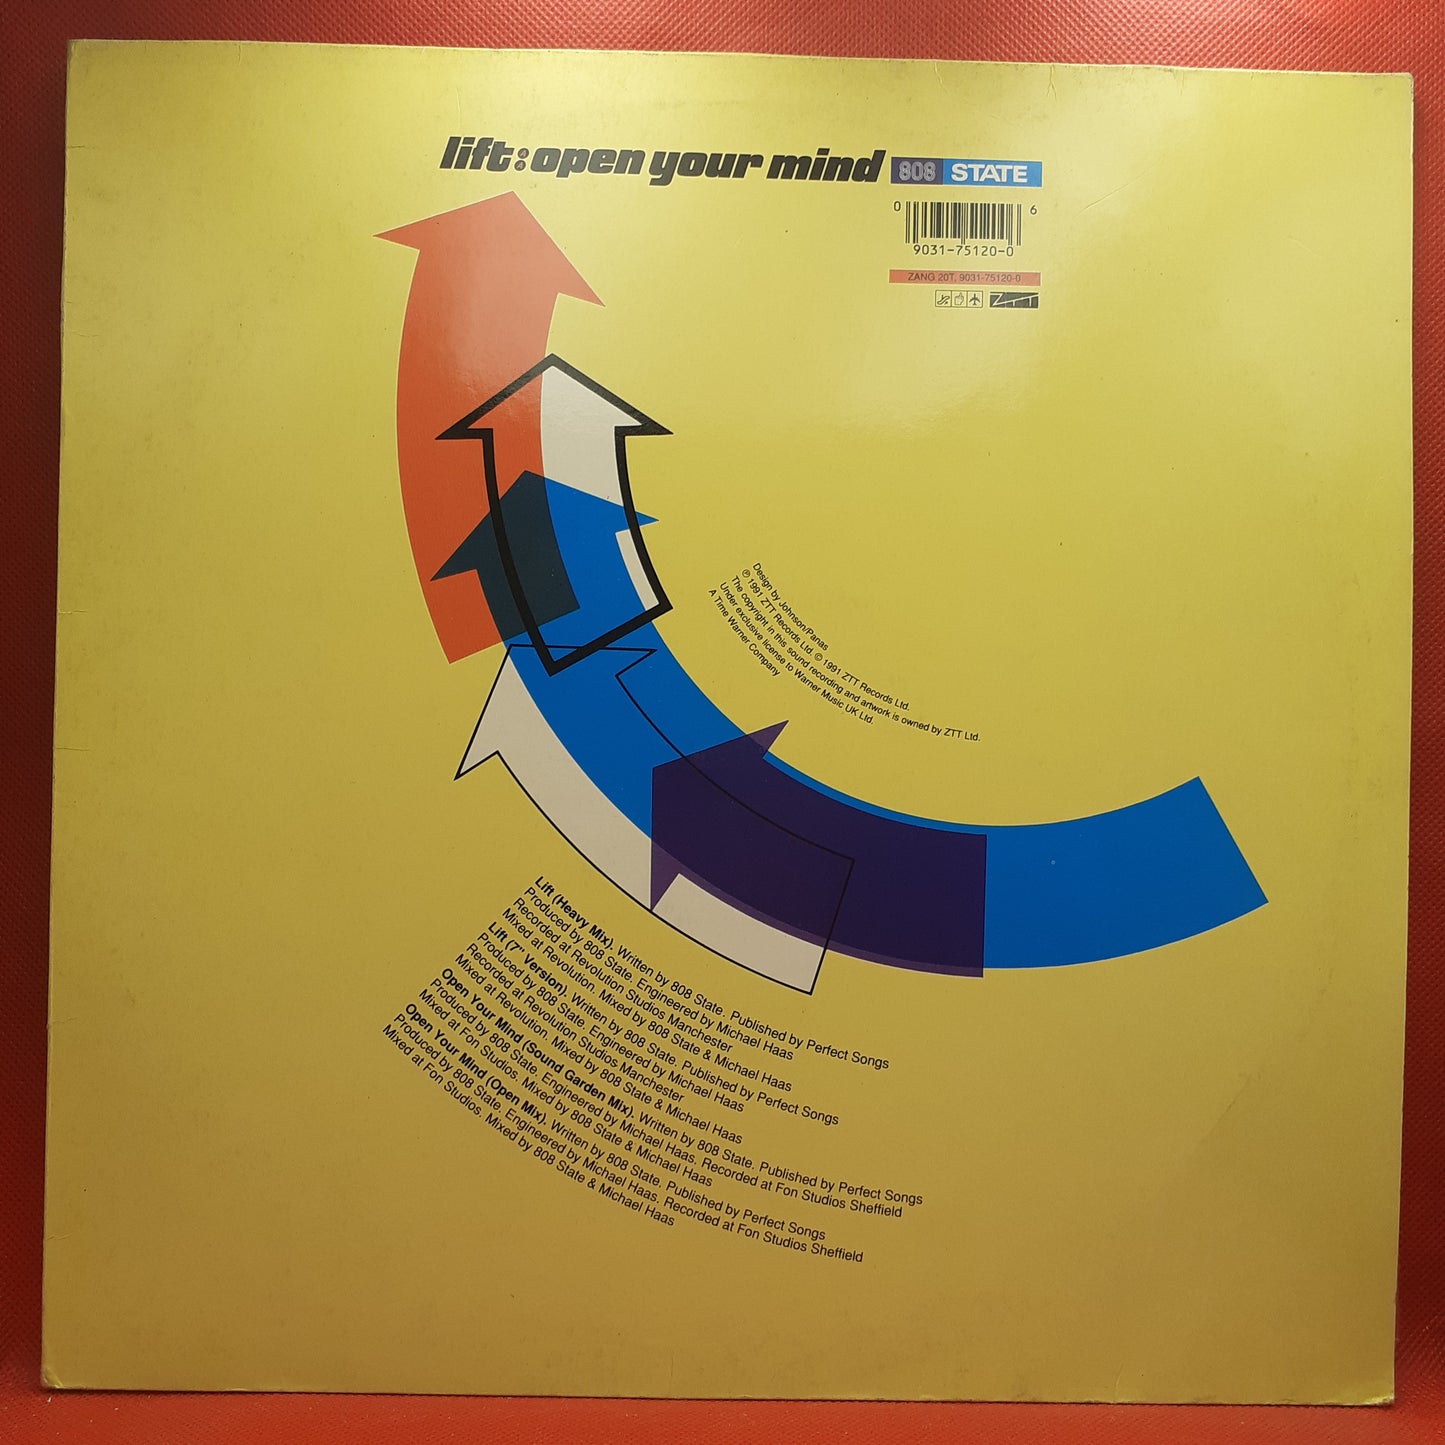 lift: open your mind 808 STATE
0 6
9031-75120-0
ZANG 20T, 9031-75120-0
ZTT
Design by Johnson/Panas
℗ 1991 ZTT Records Ltd. © 1991 ZTT Records Ltd.
The copyright in this sound recording and artwork is owned by ZTT Ltd.
Under exclusive license to Warner Music UK Ltd.
A Time Warner Company
Lift (Heavy Mix). Written by 808 State. Published by Perfect Songs
Produced by 808 State. Engineered by Michael Haas
Recorded at Revolution Studios Manchester
Mixed at Revolution. Mixed by 808 State & Michael Haas
Lift (7" Version). Written by 808 State. Published by Perfect Songs
Produced by 808 State. Engineered by Michael Haas
Recorded at Revolution Studios Manchester
Mixed at Revolution. Mixed by 808 State & Michael Haas
Open Your Mind (Sound Garden Mix). Written by 808 State. Published by Perfect Songs
Produced by 808 State. Engineered by Michael Haas. Recorded at Fon Studios Sheffield
Mixed at Fon Studios. Mixed by 808 State & Michael Haas
Open Your Mind (Open Mix). Written by 808 State. Published by Perfect Songs
Produced by 808 State. Engineered by Michael Haas. Recorded at Fon Studios Sheffield
Mixed at Fon Studios. Mixed by 808 State & Michael Haas